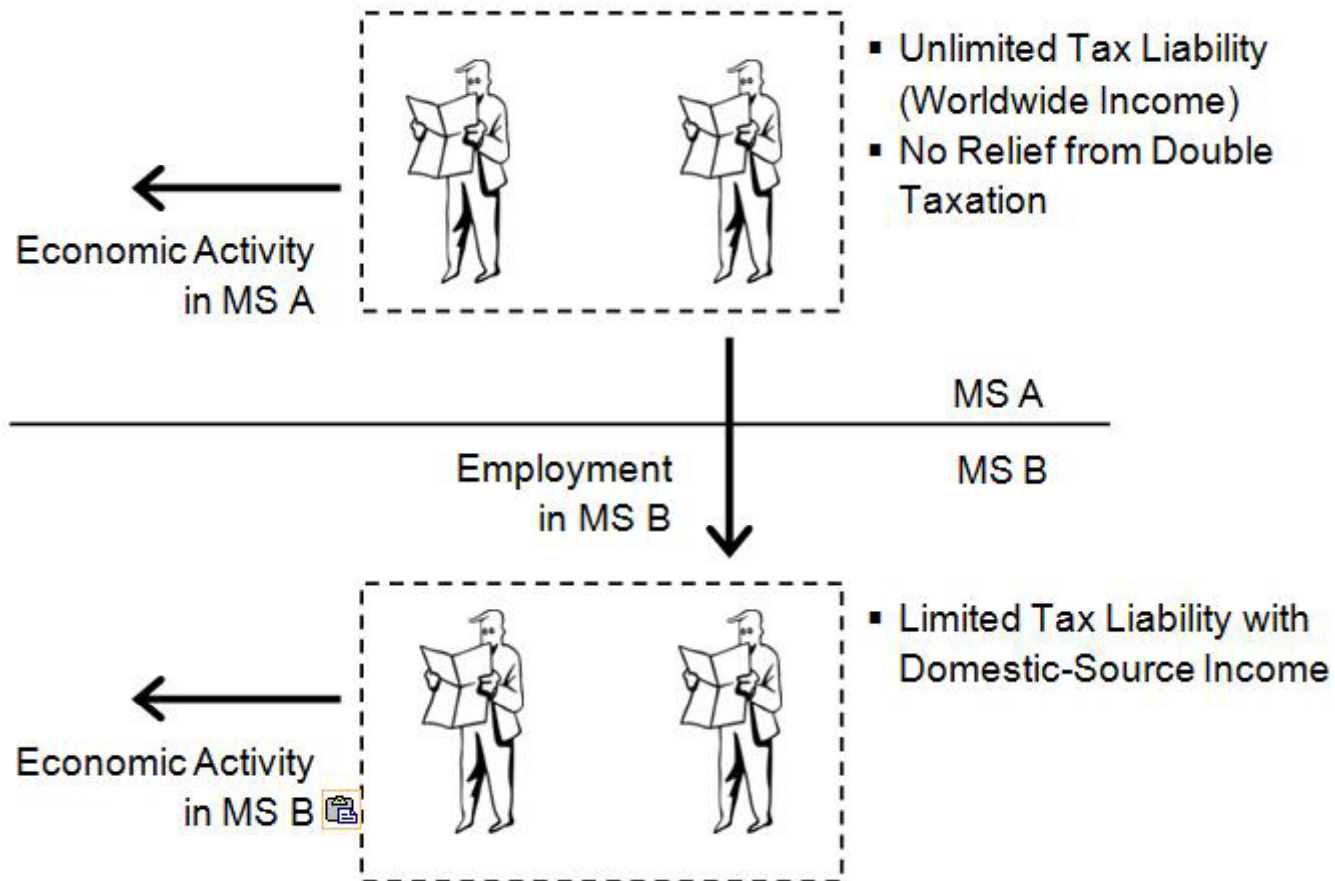 ▪ Unlimited Tax Liability
(Worldwide Income)
▪ No Relief from Double
Taxation
Economic Activity
in MS A
MS A
Employment
in MS B
MS B
▪ Limited Tax Liability with
Domestic-Source Income
Economic Activity
in MS B